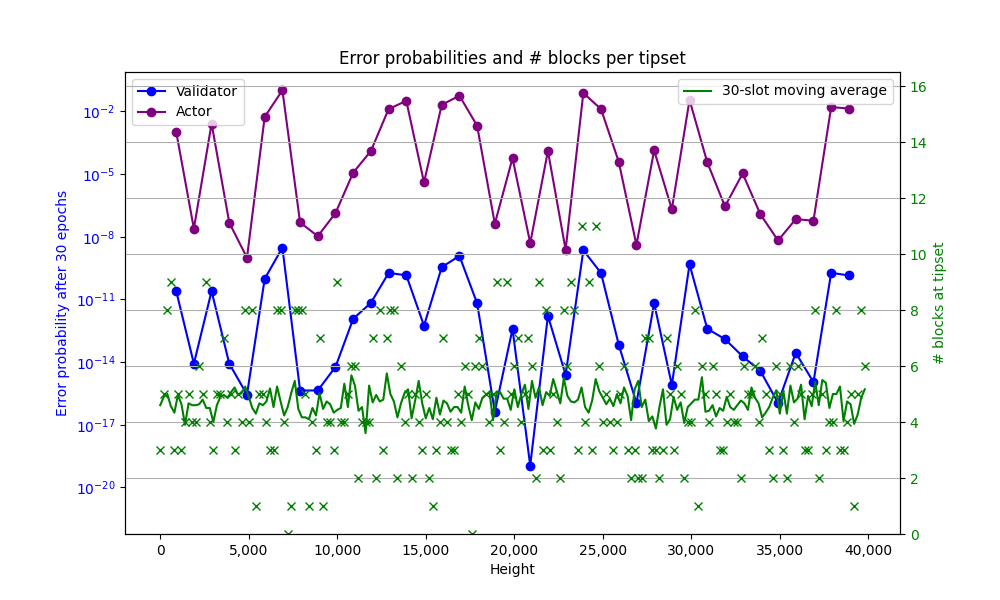 Error probabilities and # blocks per tipset
Validator
Actor
30-slot moving average
Error probability after 30 epochs
10⁻²
10⁻⁵
10⁻⁸
10⁻¹¹
10⁻¹⁴
10⁻¹⁷
10⁻²⁰
16
14
12
10
8
6
4
2
0
# blocks at tipset
0 5,000 10,000 15,000 20,000 25,000 30,000 35,000 40,000
Height